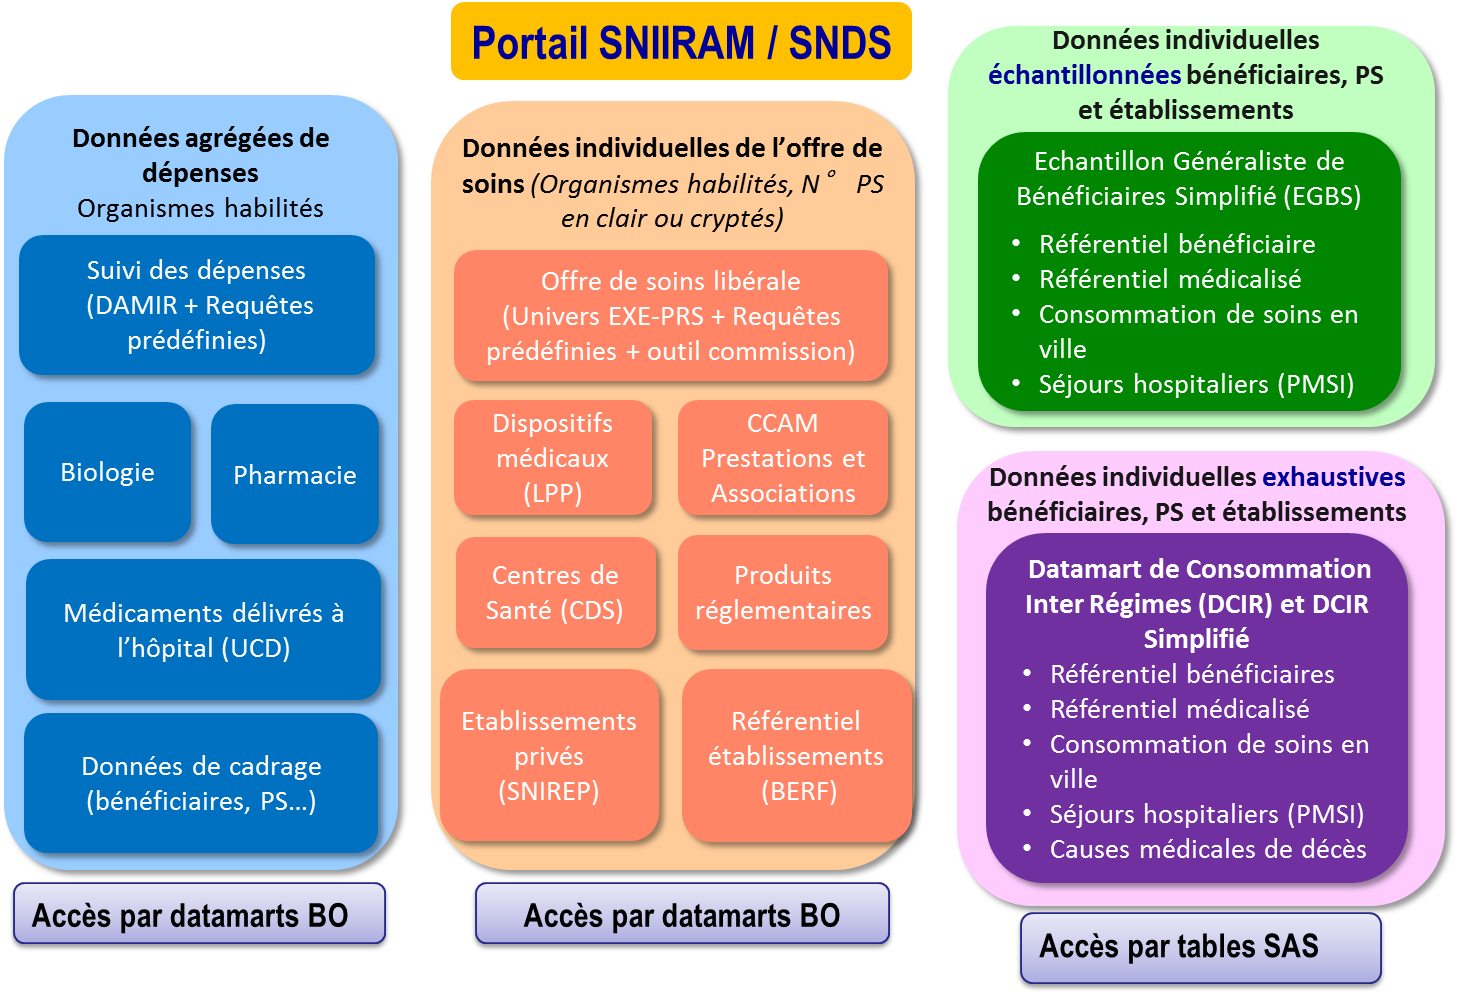 Portail SNIIRAM / SNDS
Données agrégées de
dépenses
Organismes habilités
Suivi des dépenses
(DAMIR + Requêtes
prédéfinies)
Biologie
Pharmacie
Médicaments délivrés à
l’hôpital (UCD)
Données de cadrage
(bénéficiaires, PS…)
Accès par datamarts BO
Données individuelles de l’offre de
soins (Organismes habilités, N° PS
en clair ou cryptés)
Offre de soins libérale
(Univers EXE-PRS + Requêtes
prédéfinies + outil commission)
Dispositifs
médicaux
(LPP)
CCAM
Prestations et
Associations
Centres de
Santé (CDS)
Produits
réglementaires
Etablissements
privés
(SNIREP)
Référentiel
établissements
(BERF)
Accès par datamarts BO
Données individuelles
échantillonnées bénéficiaires, PS
et établissements
Echantillon Généraliste de
Bénéficiaires Simplifié (EGBS)
• Référentiel bénéficiaire
• Référentiel médicalisé
• Consommation de soins en
ville
• Séjours hospitaliers (PMSI)
Données individuelles exhaustives
bénéficiaires, PS et établissements
Datamart de Consommation
Inter Régimes (DCIR) et DCIR
Simplifié
• Référentiel bénéficiaires
• Référentiel médicalisé
• Consommation de soins en
ville
• Séjours hospitaliers (PMSI)
• Causes médicales de décès
Accès par tables SAS